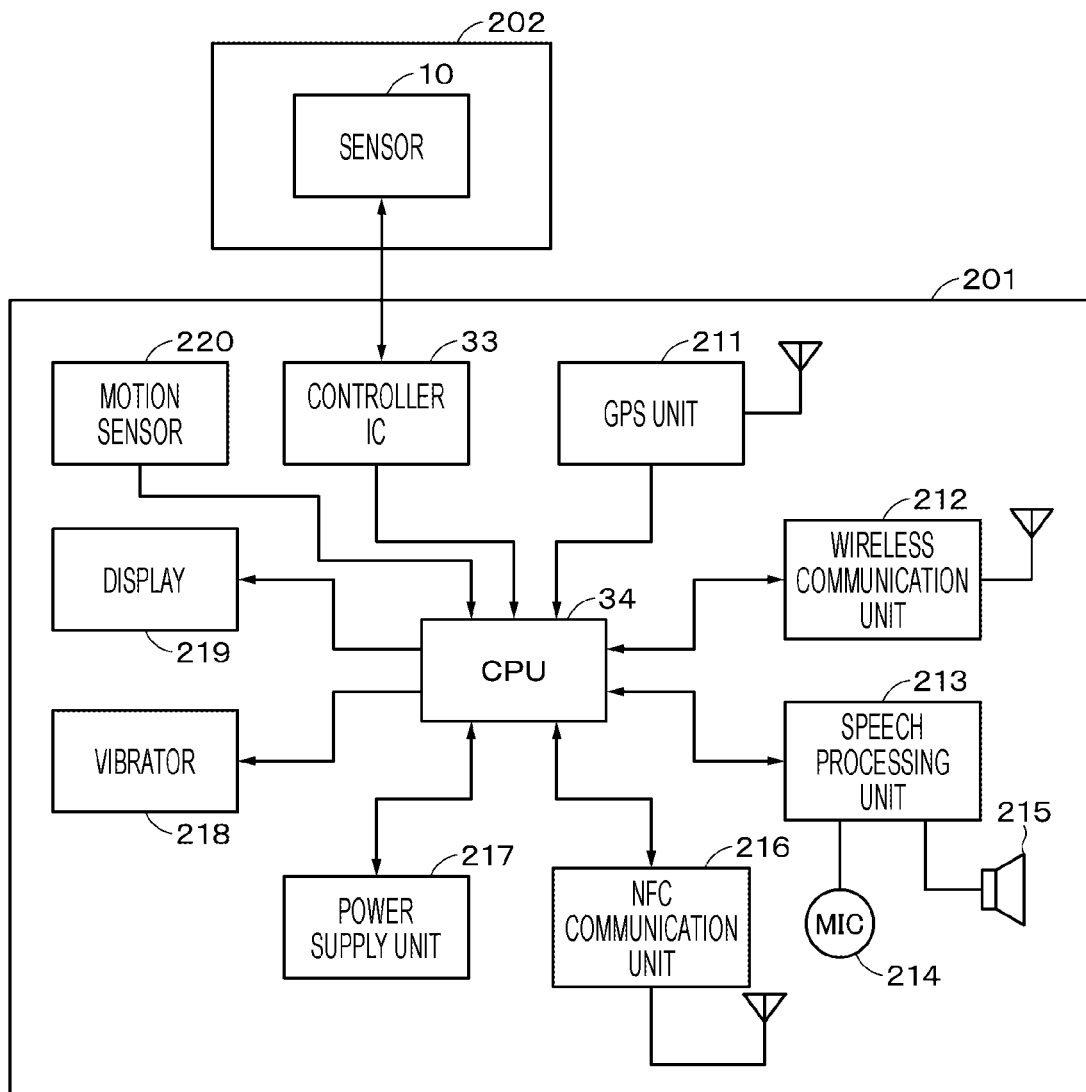 202
10
SENSOR
201
220
33
211
MOTION
SENSOR
CONTROLLER
IC
GPS UNIT
212
WIRELESS
COMMUNICATION
UNIT
DISPLAY
219
34
CPU
213
SPEECH
PROCESSING
UNIT
VIBRATOR
218
215
217
216
POWER
SUPPLY UNIT
NFC
COMMUNICATION
UNIT
MIC
214